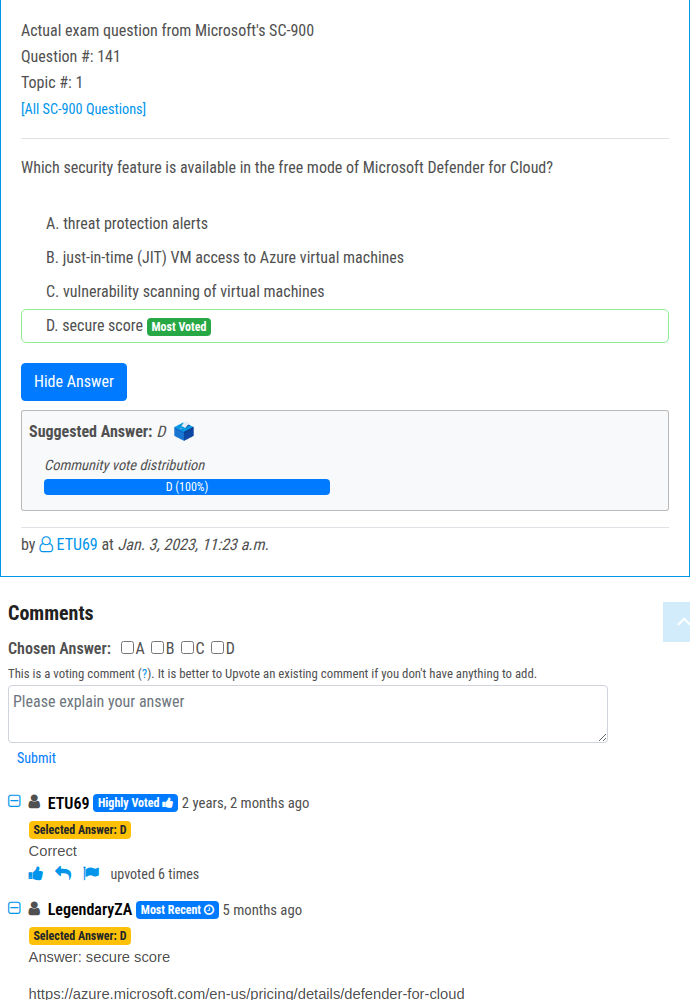 Actual exam question from Microsoft's SC-900
Question #: 141
Topic #: 1
[All SC-900 Questions]
Which security feature is available in the free mode of Microsoft Defender for Cloud?
A. threat protection alerts
B. just-in-time (JIT) VM access to Azure virtual machines
C. vulnerability scanning of virtual machines
D. secure score Most Voted
Hide Answer
Suggested Answer: D
Community vote distribution
D (100%)
by ETU69 at Jan. 3, 2023, 11:23 a.m.
Comments
Chosen Answer: A B C D
This is a voting comment (?). It is better to Upvote an existing comment if you don't have anything to add.
Please explain your answer
Submit
ETU69 Highly Voted 2 years, 2 months ago
Selected Answer: D
Correct
upvoted 6 times
LegendaryZA Most Recent 5 months ago
Selected Answer: D
Answer: secure score
https://azure.microsoft.com/en-us/pricing/details/defender-for-cloud